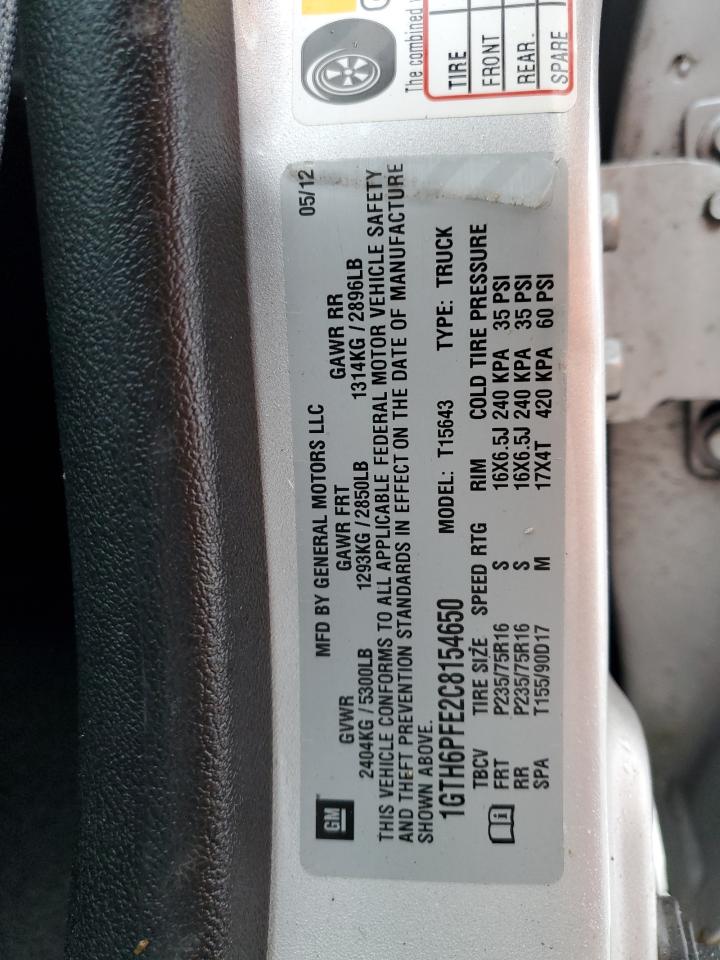 The combined
TIRE
FRONT
REAR
SPARE
MFD BY GENERAL MOTORS LLC 05/12
GM
GVWR GAWR FRT GAWR RR
2404KG / 5300LB 1293KG / 2850LB 1314KG / 2896LB
THIS VEHICLE CONFORMS TO ALL APPLICABLE FEDERAL MOTOR VEHICLE SAFETY
AND THEFT PREVENTION STANDARDS IN EFFECT ON THE DATE OF MANUFACTURE
SHOWN ABOVE.
1GTH6PFE2C8154650 MODEL: T15643 TYPE: TRUCK
TBCV TIRE SIZE SPEED RTG RIM COLD TIRE PRESSURE
FRT P235/75R16 S 16X6.5J 240 KPA 35 PSI
RR P235/75R16 S 16X6.5J 240 KPA 35 PSI
SPA T155/90D17 M 17X4T 420 KPA 60 PSI